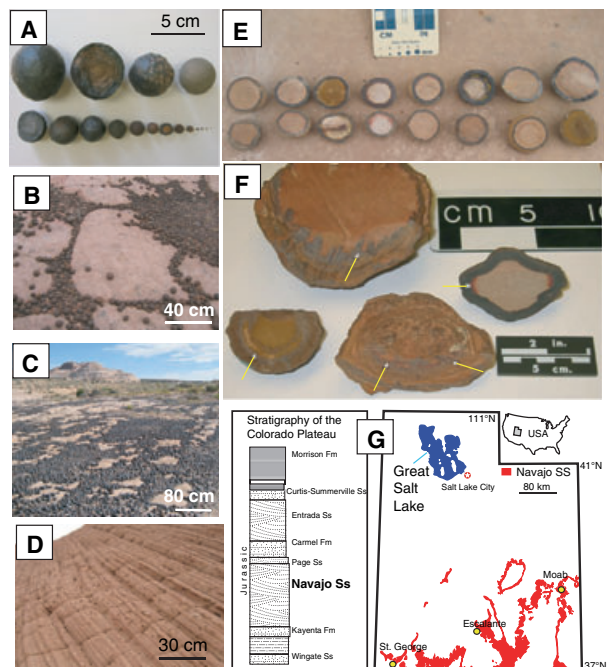 A
5 cm
B
40 cm
C
80 cm
D
30 cm
E
CM
F
cm 5
2 in.
5 cm.
Stratigraphy of the
Colorado Plateau
Morrison Fm
Curtis-Summerville Ss
Entrada Ss
Carmel Fm
Page Ss
Navajo Ss
Kayenta Fm
Wingate Ss
Jurassic
G
111°N
USA
41°N
Navajo SS
80 km
Great
Salt
Lake
Salt Lake City
Moab
Escalante
St. George
37°N